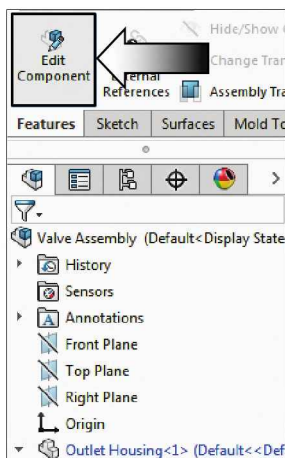 Hide/Show
Edit
Component
Change Tran
External
References
Assembly Tra
Features Sketch Surfaces Mold To
Valve Assembly (Default<Display State
History
Sensors
Annotations
Front Plane
Top Plane
Right Plane
Origin
Outlet Housing<1> (Default<<Def